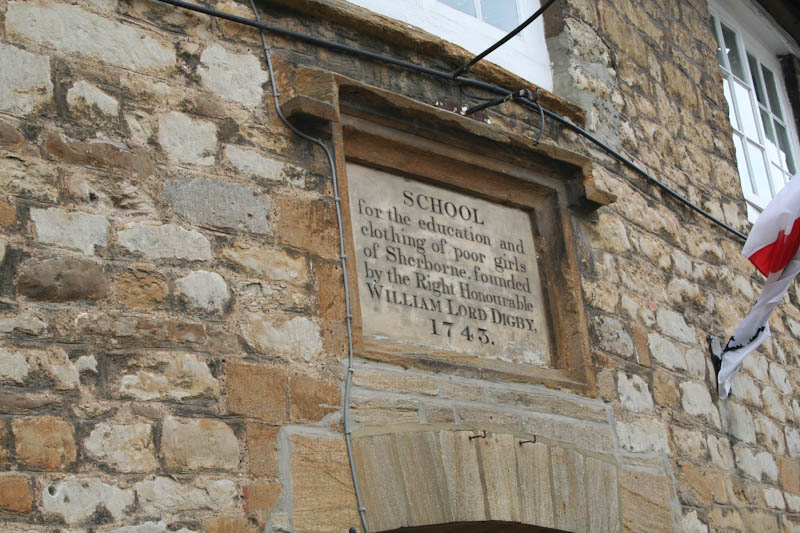 SCHOOL
for the education and
clothing of poor girls
of Sherborne, founded
by the Right Honourable
WILLIAM LORD DIGBY,
1743.